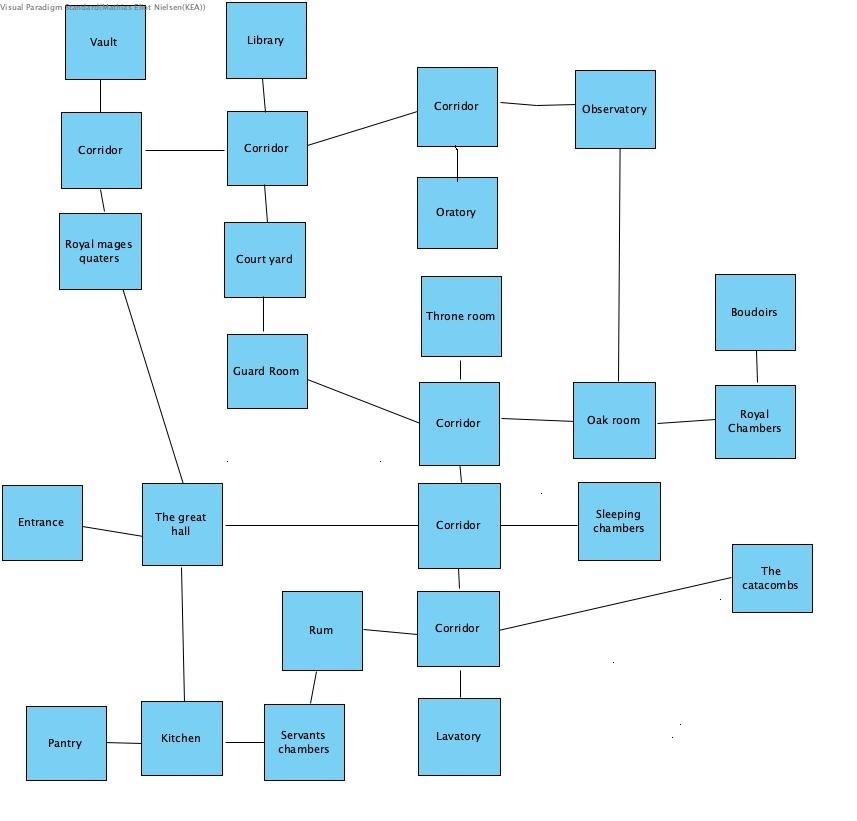 Visual Paradigm Standard(Mathias Eliot Nielsen(KEA))
Vault
Library
Corridor
Observatory
Corridor
Corridor
Oratory
Royal mages
quaters
Court yard
Throne room
Boudoirs
Guard Room
Corridor
Oak room
Royal
Chambers
Entrance
The great
hall
Corridor
Sleeping
chambers
The
catacombs
Rum
Corridor
Pantry
Kitchen
Servants
chambers
Lavatory